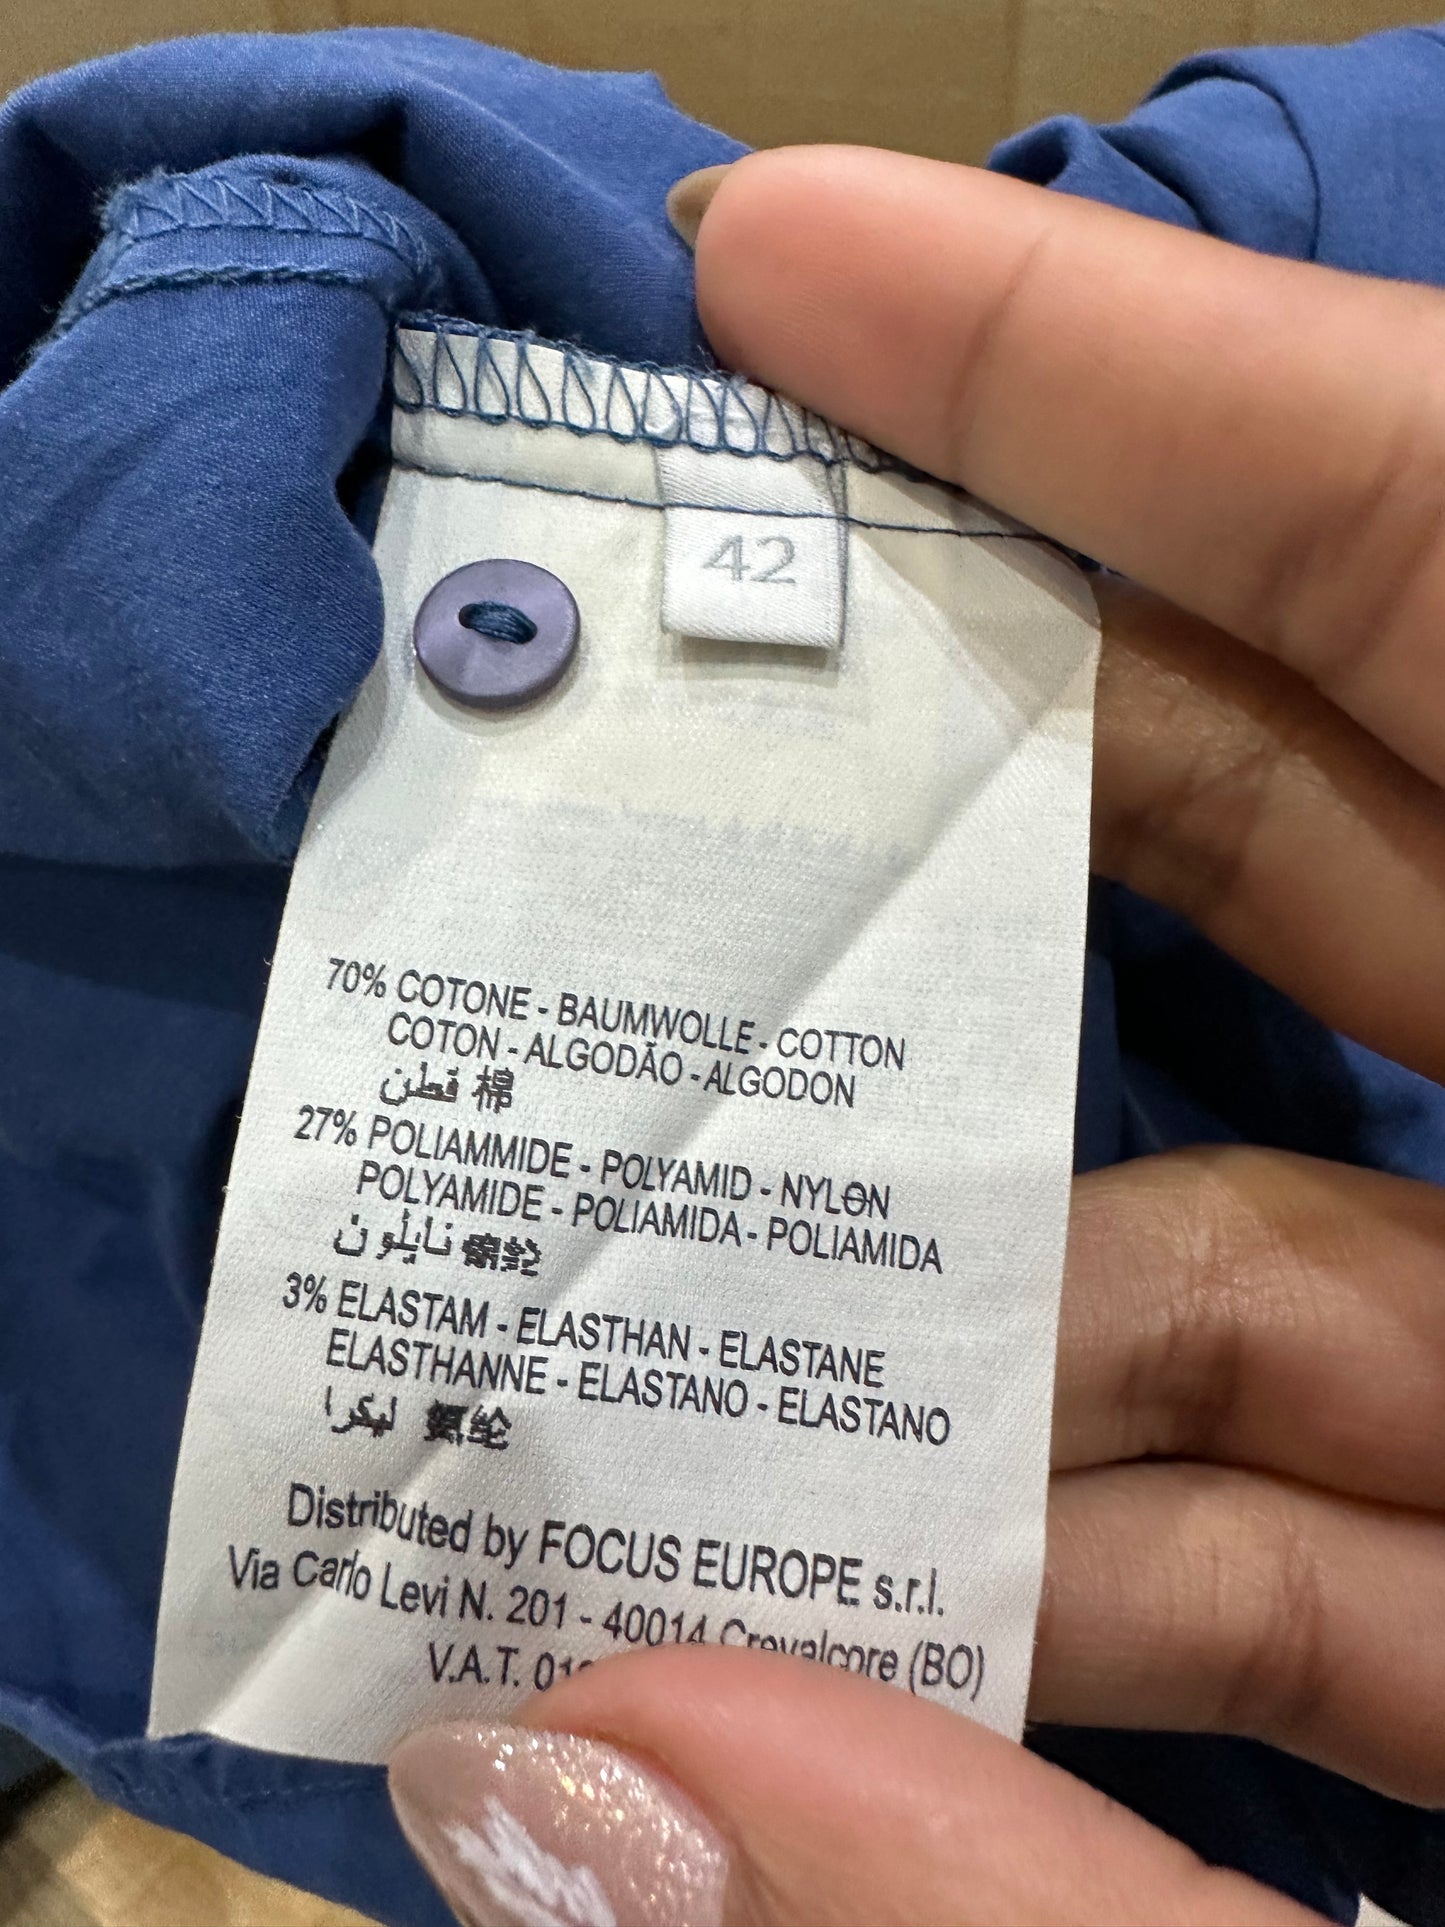 42
70% COTONE - BAUMWOLLE - COTTON
COTON - ALGODÃO - ALGODON
قطن 棉
27% POLIAMMIDE - POLYAMID - NYLON
POLYAMIDE - POLIAMIDA - POLIAMIDA
نايلون 锦纶
3% ELASTAM - ELASTHAN - ELASTANE
ELASTHANNE - ELASTANO - ELASTANO
ليكرا 氨纶
Distributed by FOCUS EUROPE s.r.l.
Via Carlo Levi N. 201 - 40014 Crevalcore (BO)
V.A.T.